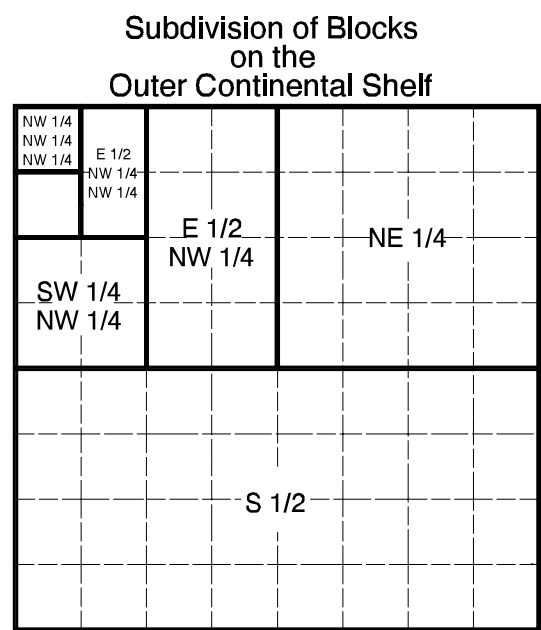 Subdivision of Blocks
on the
Outer Continental Shelf
NW 1/4
NW 1/4
NW 1/4
E 1/2
NW 1/4
NW 1/4
E 1/2
NW 1/4
NE 1/4
SW 1/4
NW 1/4
S 1/2